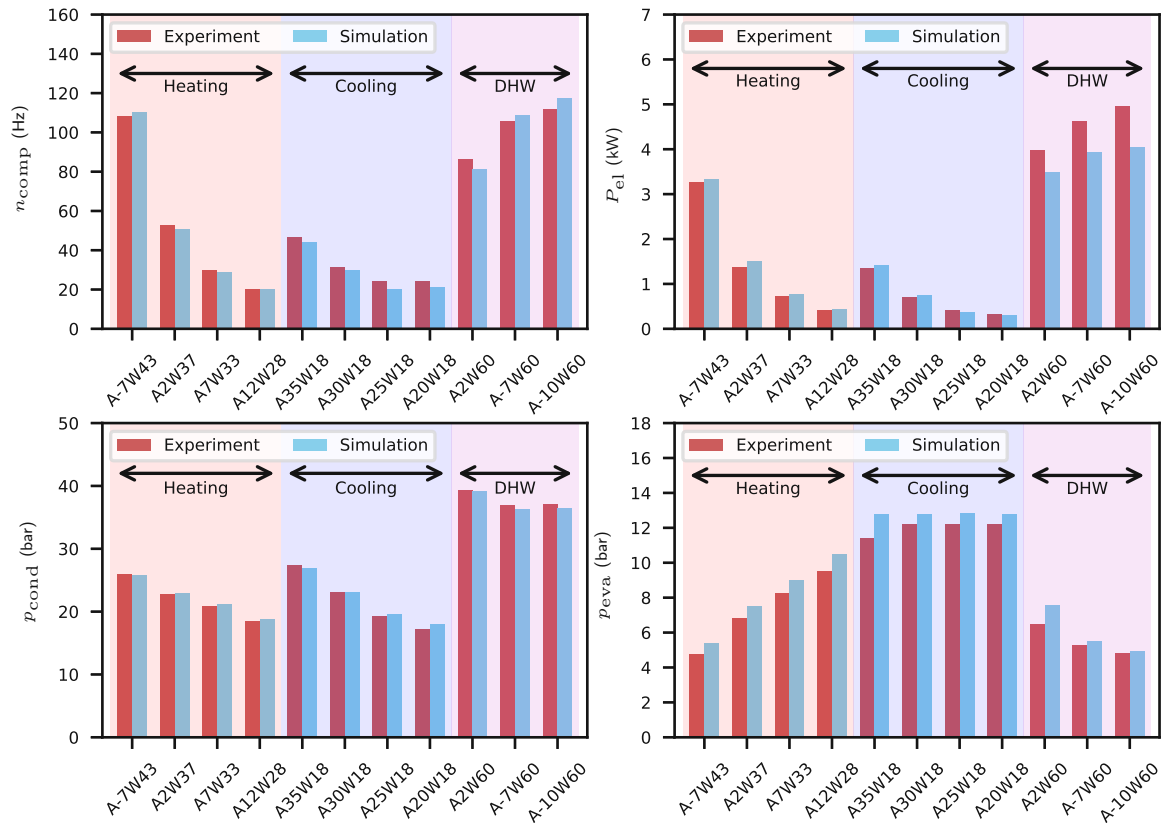 160
140
120
100
80
60
40
20
0
n_comp (Hz)
Experiment Simulation
Heating Cooling DHW
A-7W43 A2W37 A7W33 A12W28 A35W18 A30W18 A25W18 A20W18 A2W60 A-7W60 A-10W60
7
6
5
4
3
2
1
0
P_el (kW)
Experiment Simulation
Heating Cooling DHW
A-7W43 A2W37 A7W33 A12W28 A35W18 A30W18 A25W18 A20W18 A2W60 A-7W60 A-10W60
50
40
30
20
10
0
p_cond (bar)
Experiment Simulation
Heating Cooling DHW
A-7W43 A2W37 A7W33 A12W28 A35W18 A30W18 A25W18 A20W18 A2W60 A-7W60 A-10W60
18
16
14
12
10
8
6
4
2
0
p_eva (bar)
Experiment Simulation
Heating Cooling DHW
A-7W43 A2W37 A7W33 A12W28 A35W18 A30W18 A25W18 A20W18 A2W60 A-7W60 A-10W60